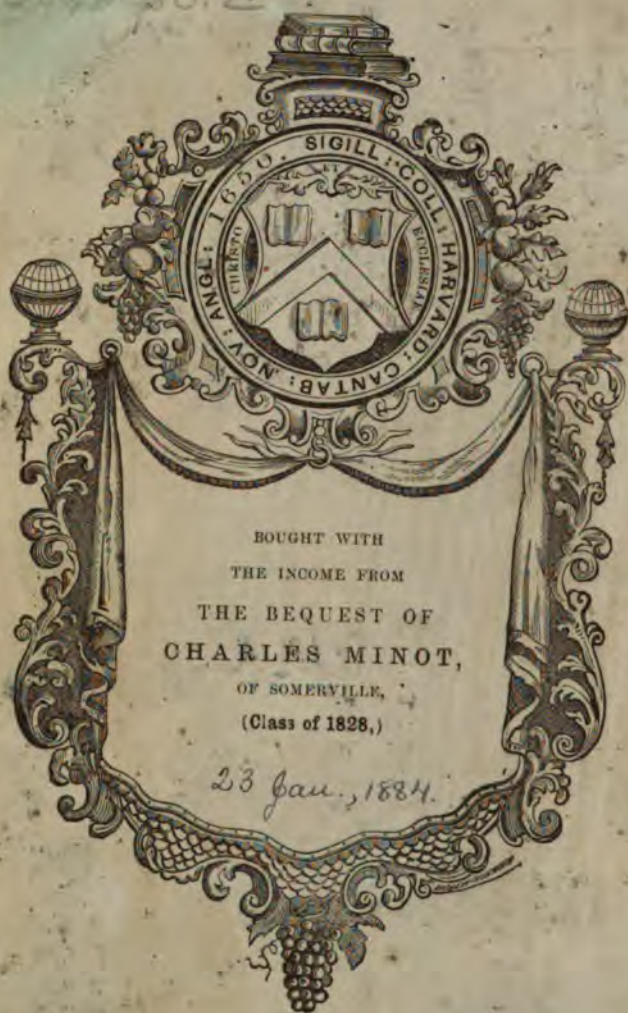 SIGILL: COLL: HARVARD: CANTAB: NOV: ANGL: 1650.
ET
CHRISTO
ECCLESIAE
BOUGHT WITH
THE INCOME FROM
THE BEQUEST OF
CHARLES MINOT,
OF SOMERVILLE,
(Class of 1828,)
23 Jan., 1884.